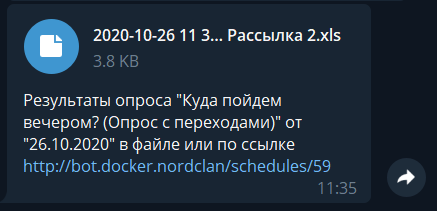 2020-10-26 11 3... Рассылка 2.xls
3.8 KB
Результаты опроса "Куда пойдем
вечером? (Опрос с переходами)" от
"26.10.2020" в файле или по ссылке
http://bot.docker.nordclan/schedules/59
11:35